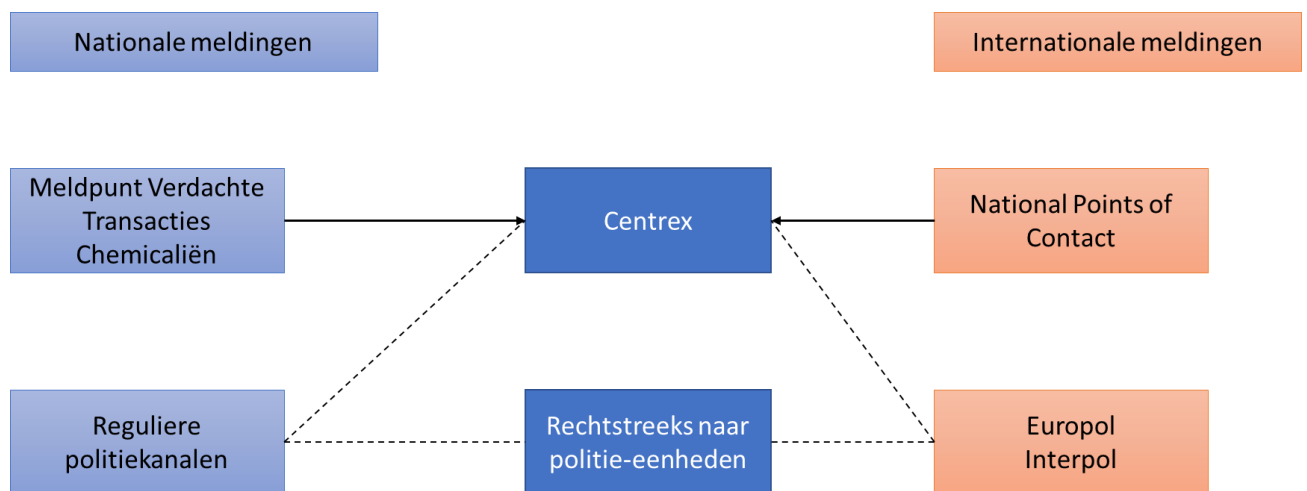 Nationale meldingen
Internationale meldingen
Meldpunt Verdachte
Transacties
Chemicaliën
Centrex
National Points of
Contact
Reguliere
politiekanalen
Rechtstreeks naar
politie-eenheden
Europol
Interpol